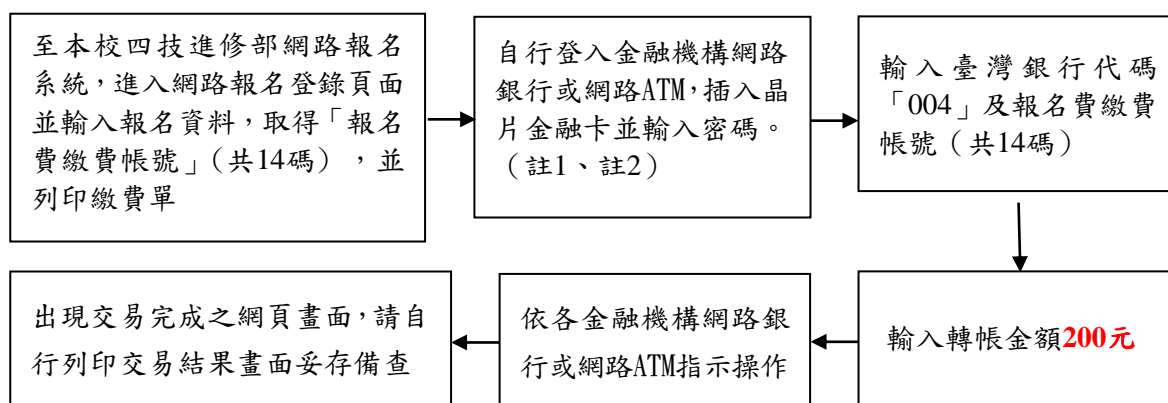 至本校四技進修部網路報名
系統，進入網路報名登錄頁面
並輸入報名資料，取得「報名
費繳費帳號」（共14碼），並
列印繳費單
自行登入金融機構網路
銀行或網路ATM，插入晶
片金融卡並輸入密碼。
（註1、註2）
輸入臺灣銀行代碼
「004」及報名費繳費
帳號（共14碼）
輸入轉帳金額200元
依各金融機構網路銀
行或網路ATM指示操作
出現交易完成之網頁畫面，請自
行列印交易結果畫面妥存備查